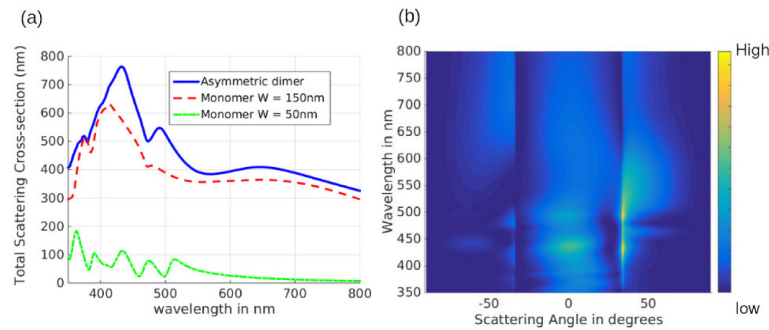 (a)
800
700
600
500
400
300
200
100
0
Total Scattering Cross-section (nm)
Asymmetric dimer
Monomer W = 150nm
Monomer W = 50nm
400 500 600 700 800
wavelength in nm
(b)
800
750
700
650
600
550
500
450
400
350
Wavelength in nm
-50 0 50
Scattering Angle in degrees
High
low